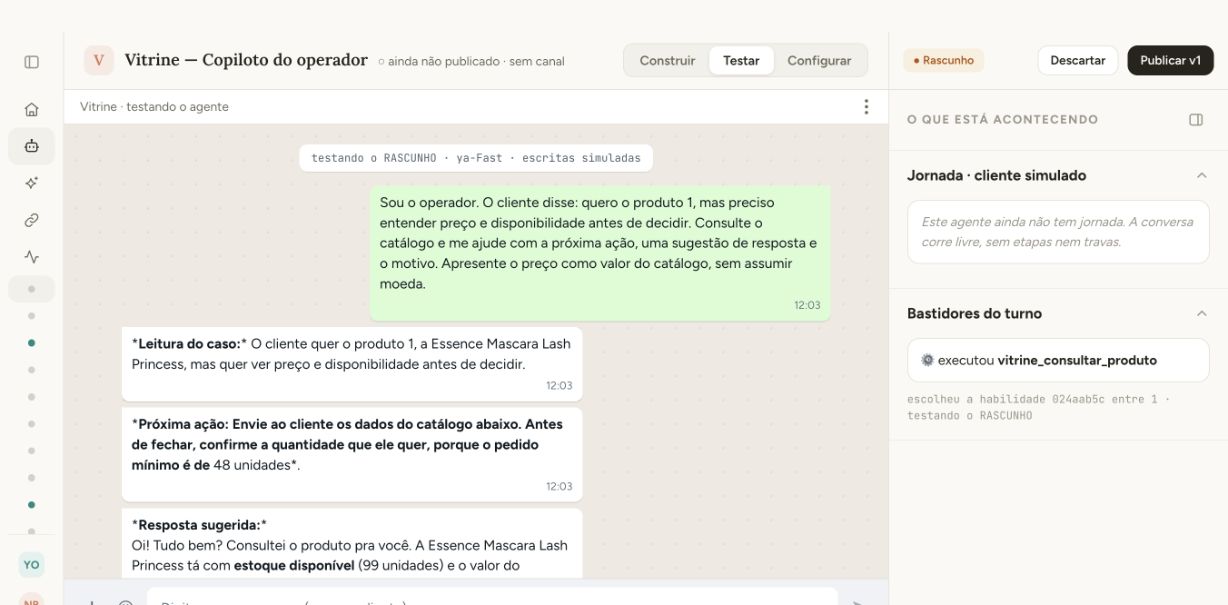 V Vitrine — Copiloto do operador ○ ainda não publicado · sem canal
Construir Testar Configurar
Rascunho
Descartar
Publicar v1
Vitrine · testando o agente
testando o RASCUNHO · ya-Fast · escritas simuladas
Sou o operador. O cliente disse: quero o produto 1, mas preciso
entender preço e disponibilidade antes de decidir. Consulte o
catálogo e me ajude com a próxima ação, uma sugestão de resposta e
o motivo. Apresente o preço como valor do catálogo, sem assumir
moeda.
12:03
*Leitura do caso:* O cliente quer o produto 1, a Essence Mascara Lash
Princess, mas quer ver preço e disponibilidade antes de decidir.
12:03
*Próxima ação: Envie ao cliente os dados do catálogo abaixo. Antes
de fechar, confirme a quantidade que ele quer, porque o pedido
mínimo é de 48 unidades*.
12:03
*Resposta sugerida:*
Oi! Tudo bem? Consultei o produto pra você. A Essence Mascara Lash
Princess tá com estoque disponível (99 unidades) e o valor do
O QUE ESTÁ ACONTECENDO
Jornada · cliente simulado
Este agente ainda não tem jornada. A conversa
corre livre, sem etapas nem travas.
Bastidores do turno
executou vitrine_consultar_produto
escolheu a habilidade 024aab5c entre 1 ·
testando o RASCUNHO
YO